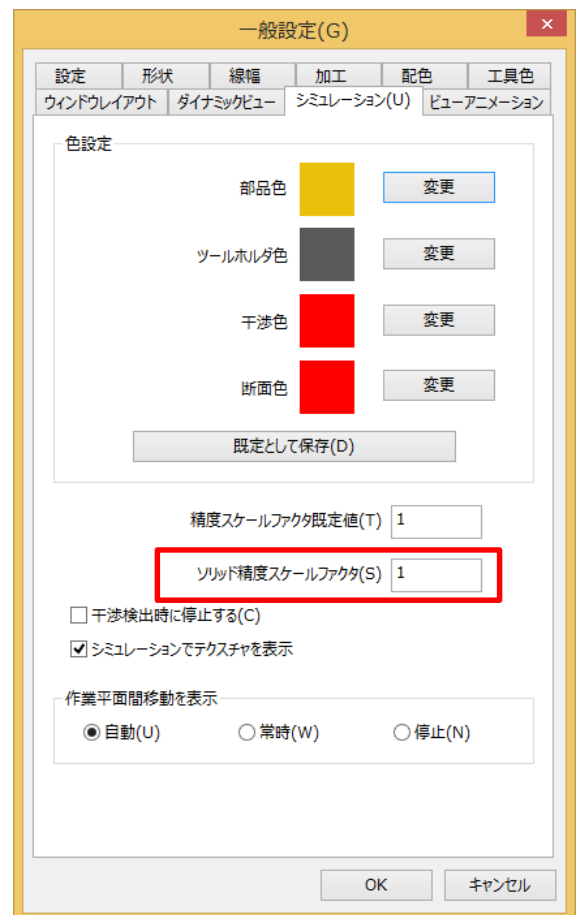 一般設定(G)
×
設定 形状 線幅 加工 配色 工具色
ウィンドウレイアウト ダイナミックビュー シミュレーション(U) ビューアニメーション
色設定
部品色 変更
ツールホルダ色 変更
干渉色 変更
断面色 変更
既定として保存(D)
精度スケールファクタ既定値(T) 1
ソリッド精度スケールファクタ(S) 1
干渉検出時に停止する(C)
シミュレーションでテクスチャを表示
作業平面間移動を表示
自動(U) 常時(W) 停止(N)
OK キャンセル